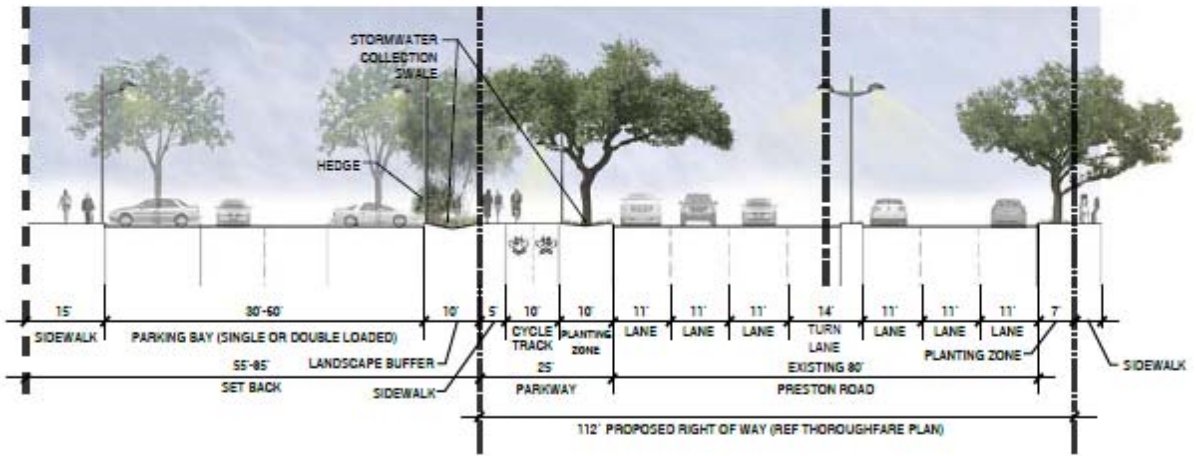 STORMWATER
COLLECTION
SWALE
HEDGE
15' 30'-60' 10' 5' 10' 10' 11' 11' 11' 14' 11' 11' 11' 7'
SIDEWALK PARKING BAY (SINGLE OR DOUBLE LOADED) LANDSCAPE BUFFER SIDEWALK
CYCLE
TRACK
PLANTING
ZONE
LANE LANE LANE
TURN
LANE
LANE LANE LANE
PLANTING ZONE
SIDEWALK
55'-85' 25' EXISTING 80'
SET BACK PARKWAY PRESTON ROAD
112' PROPOSED RIGHT OF WAY (REF THOROUGHFARE PLAN)